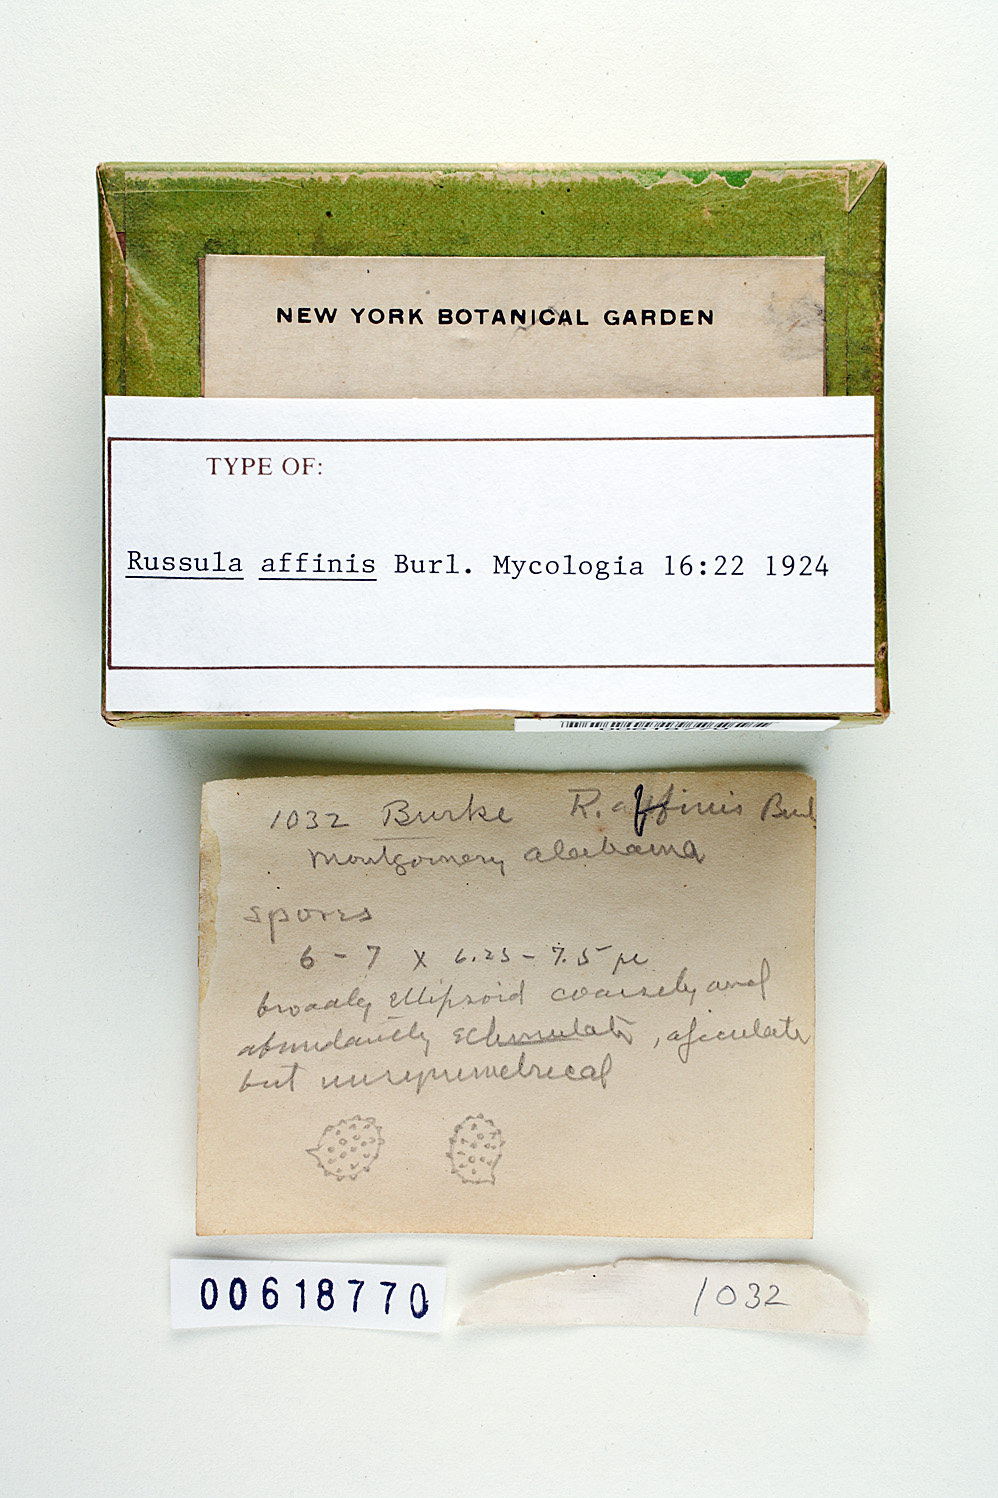 NEW YORK BOTANICAL GARDEN
TYPE OF:
Russula affinis Burl. Mycologia 16:22 1924
1032 Burke R. affinis Burl.
Montgomery Alabama
spores
6 - 7 x 6.25 - 7.5 µ
broadly ellipsoid coarsely and
abundantly echinulate, apiculate
but unsymmetrical
00618770
1032